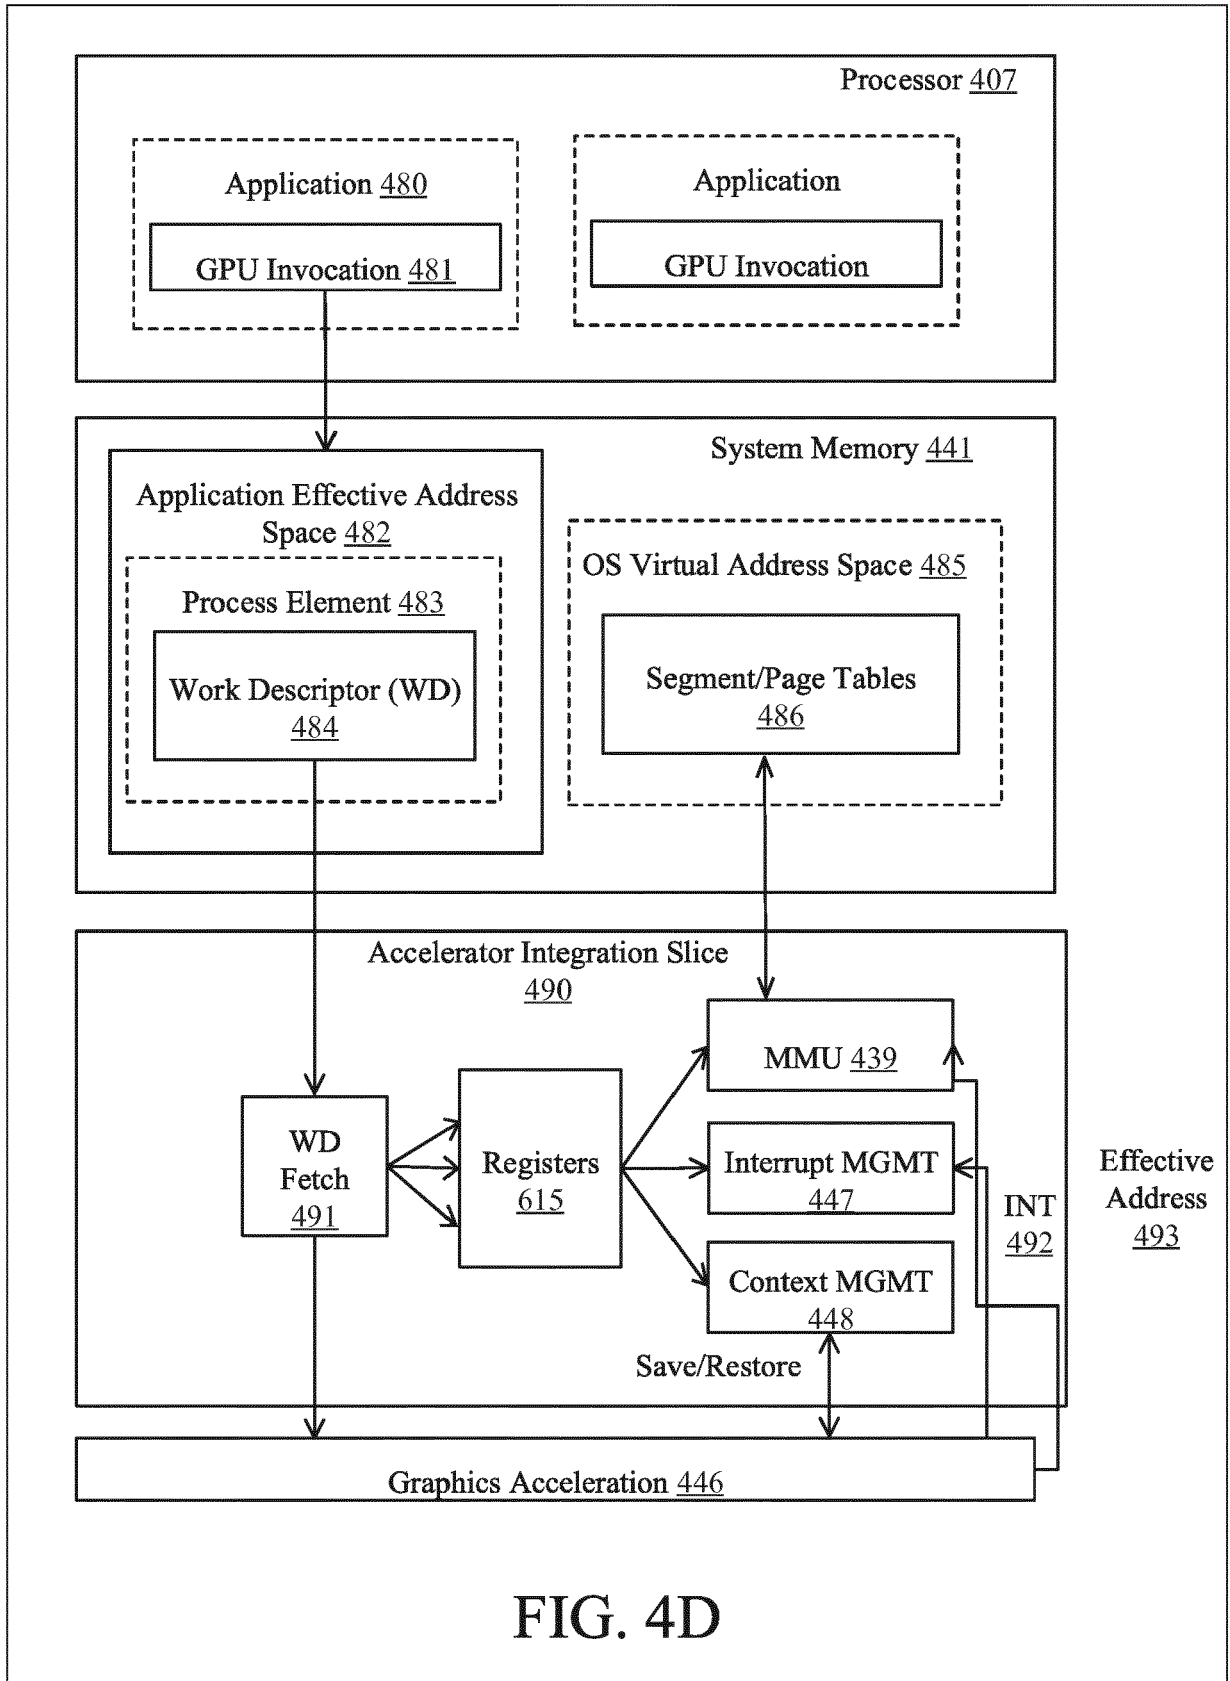 Processor 407
Application 480
GPU Invocation 481
Application
GPU Invocation
System Memory 441
Application Effective Address
Space 482
Process Element 483
Work Descriptor (WD)
484
OS Virtual Address Space 485
Segment/Page Tables
486
Accelerator Integration Slice
490
WD
Fetch
491
Registers
615
MMU 439
Interrupt MGMT
447
Context MGMT
448
INT
492
Effective
Address
493
Save/Restore
Graphics Acceleration 446
FIG. 4D